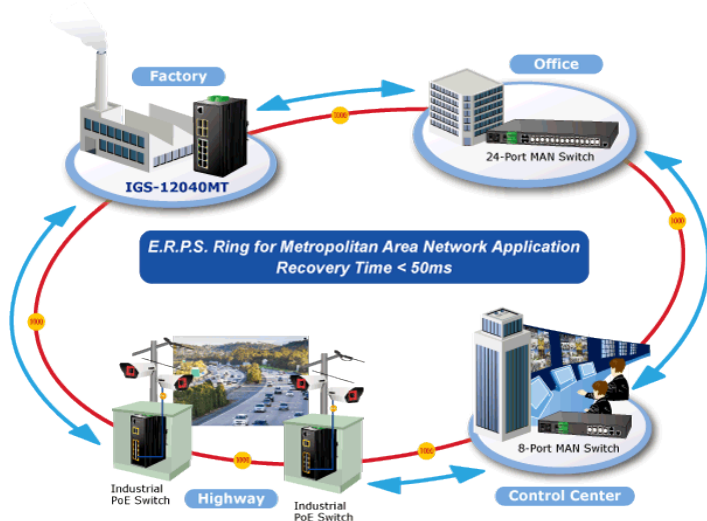 Factory
Office
1000
24-Port MAN Switch
IGS-12040MT
1000
E.R.P.S. Ring for Metropolitan Area Network Application
Recovery Time < 50ms
1000
8-Port MAN Switch
1000
1000
Industrial
PoE Switch
Highway
Industrial
PoE Switch
Control Center